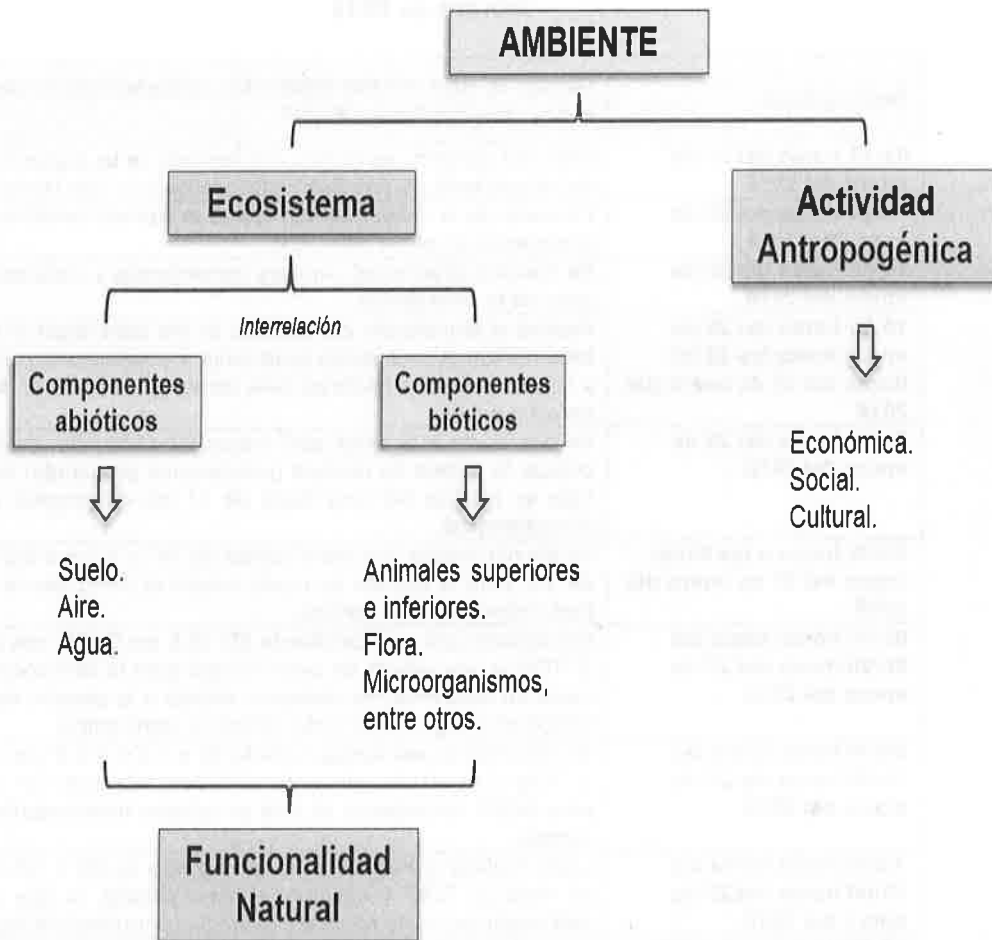 AMBIENTE
Ecosistema
Actividad
Antropogénica
Interrelación
Componentes
abióticos
Componentes
bióticos
Económica.
Social.
Cultural.
Suelo.
Aire.
Agua.
Animales superiores
e inferiores.
Flora.
Microorganismos,
entre otros.
Funcionalidad
Natural